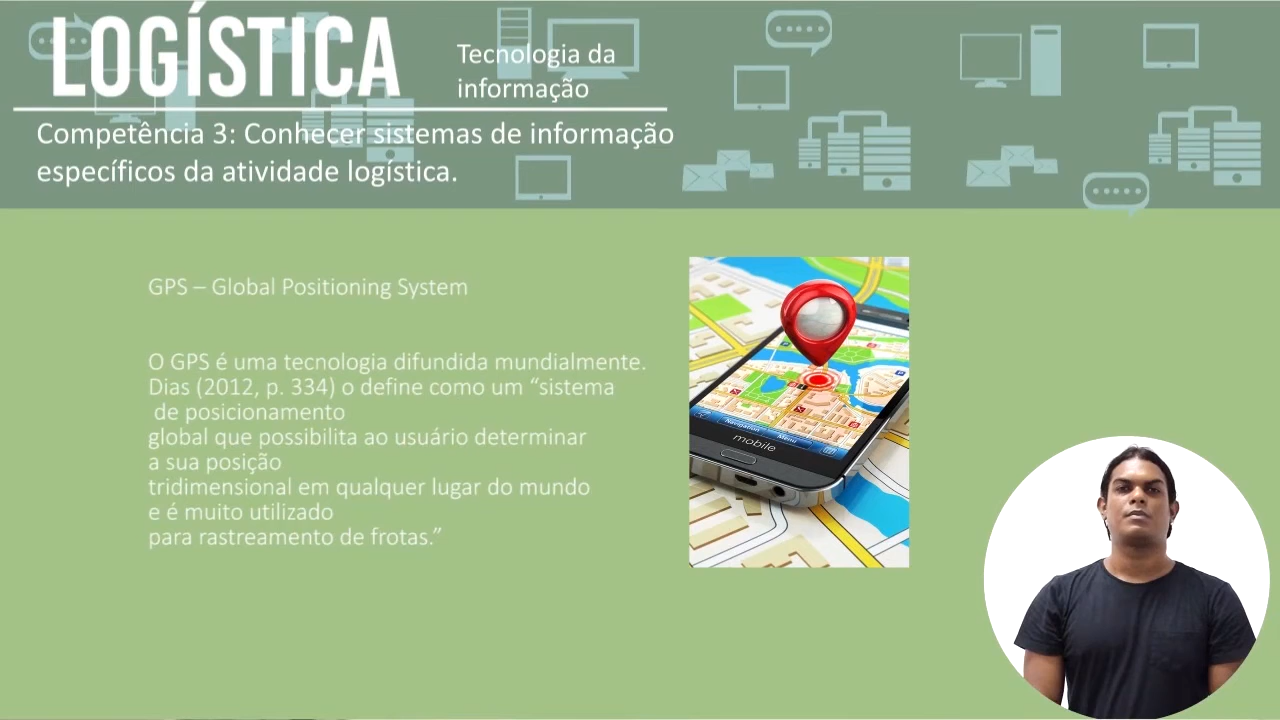 LOGÍSTICA
Tecnologia da
informação
Competência 3: Conhecer sistemas de informação
específicos da atividade logística.
GPS – Global Positioning System
O GPS é uma tecnologia difundida mundialmente.
Dias (2012, p. 334) o define como um “sistema
de posicionamento
global que possibilita ao usuário determinar
a sua posição
tridimensional em qualquer lugar do mundo
e é muito utilizado
para rastreamento de frotas.”
Navigation Menu
mobile